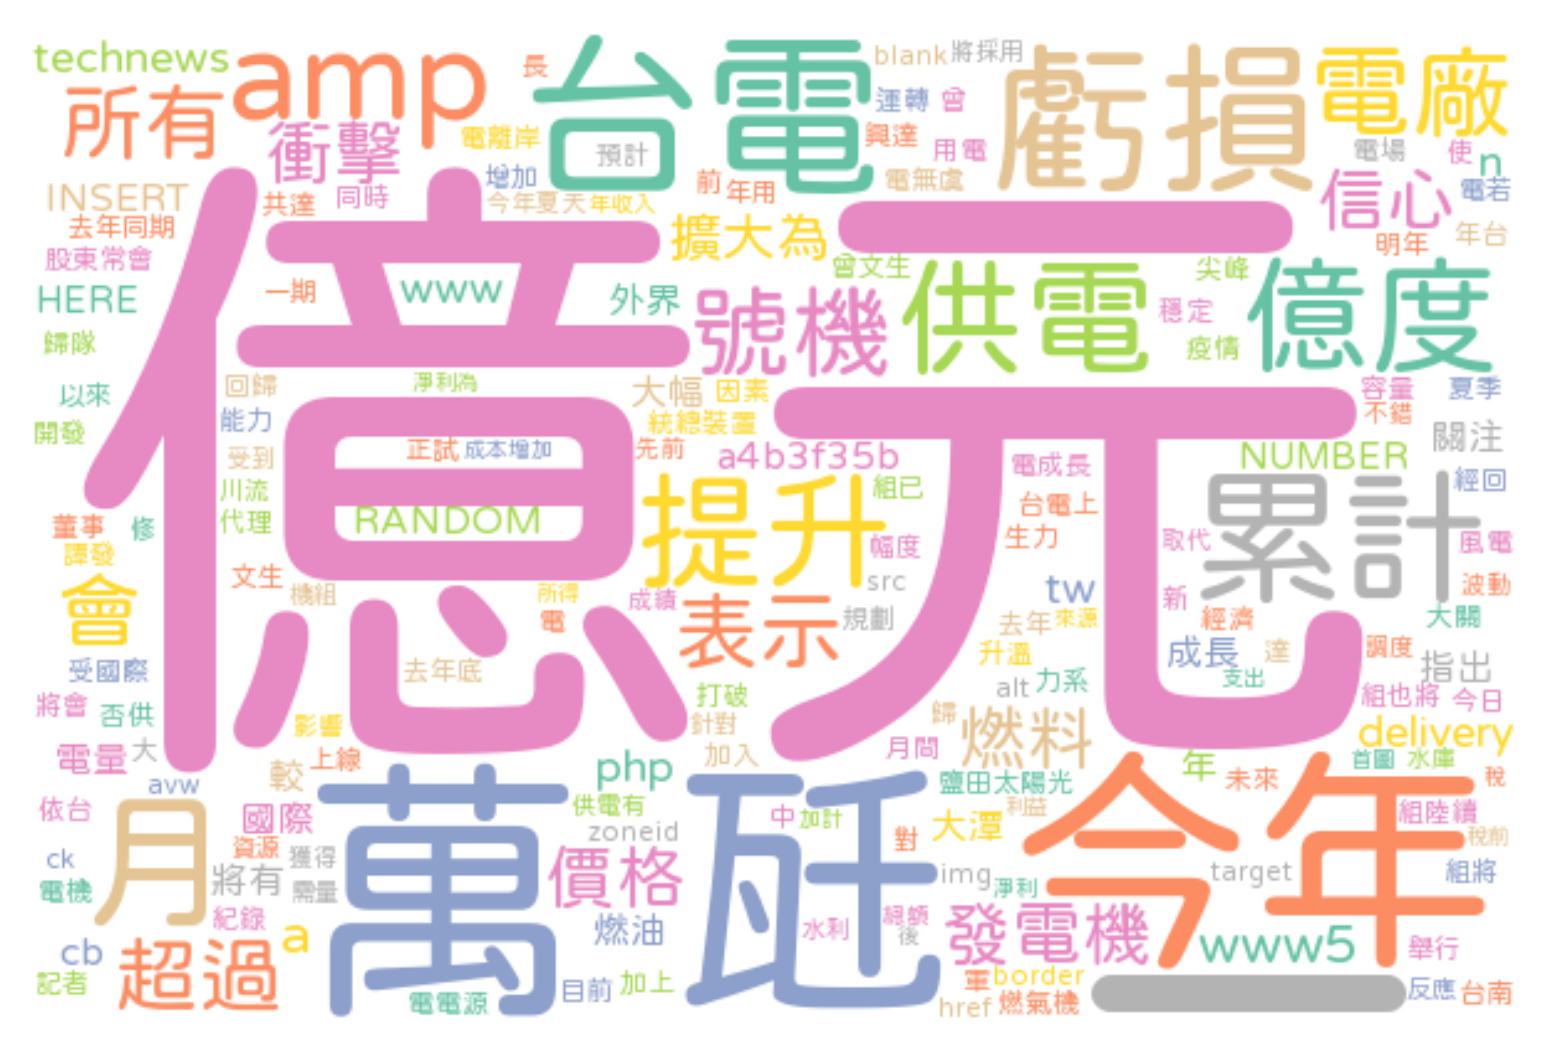 technews
amp
長
台電
blank
將採用
虧損
電廠
所有
衝擊
電離岸
預計
運轉
曾
興達
用電
電場
使
n
INSERT
共達
同時
增加
今年夏天
年收入
前
年用
電無虞
信心
電若
去年同期
股東常會
擴大為
一
明年
年台
HERE
一期
www
外界
號機
曾文生
供電
尖峰
穩定
疫情
億度
歸隊
億元
以來
回歸
淨利為
大幅
因素
容量
夏季
開發
能力
統總裝置
不錯
關注
受到
正試
成本增加
先前
a4b3f35b
電成長
NUMBER
經回
川流
代理
RANDOM
提升
組已
台電上
累計
董事
修
譚發
幅度
生力
取代
風電
會
文生
機組
所得
電
成績
src
tw
新
波動
表示
規劃
去年
來源
經濟
大關
受國際
去年底
升溫
成長
達
調度
指出
將會
否供
影響
打破
針對
alt
力系
支出
組也將
今日
電量
大
較
上線
加入
歸
燃料
月間
delivery
avw
php
鹽田太陽光
年
未來
首圖
水庫
稅
依台
月
國際
萬
供電有
瓩
中
加計
利益
今年
組陸續
ck
資源
獲得
zoneid
對
大潭
稅前
電機
將有
需量
價格
img
淨利
target
組將
紀錄
燃油
水利
總額
後
發電機
cb
超過
a
www5
舉行
記者
電電源
目前
加上
border
href
燃氣機
反應
台南